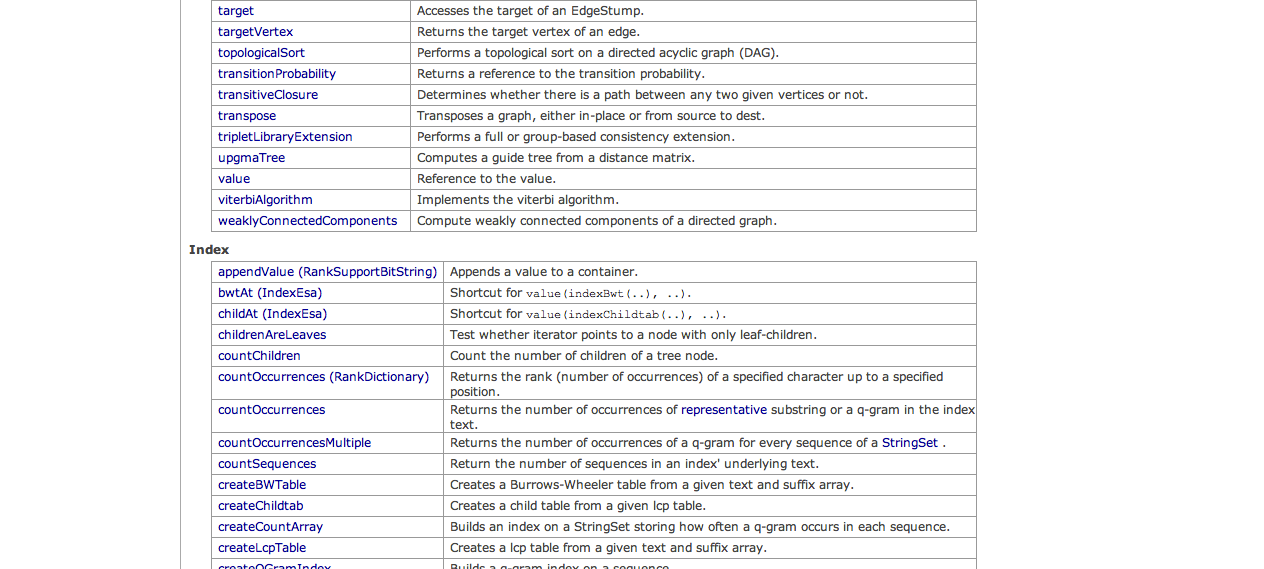 target Accesses the target of an EdgeStump.
targetVertex Returns the target vertex of an edge.
topologicalSort Performs a topological sort on a directed acyclic graph (DAG).
transitionProbability Returns a reference to the transition probability.
transitiveClosure Determines whether there is a path between any two given vertices or not.
transpose Transposes a graph, either in-place or from source to dest.
tripletLibraryExtension Performs a full or group-based consistency extension.
upgmaTree Computes a guide tree from a distance matrix.
value Reference to the value.
viterbiAlgorithm Implements the viterbi algorithm.
weaklyConnectedComponents Compute weakly connected components of a directed graph.
Index
appendValue (RankSupportBitString) Appends a value to a container.
bwtAt (IndexEsa) Shortcut for value(indexBwt(..), ..).
childAt (IndexEsa) Shortcut for value(indexChildtab(..), ..).
childrenAreLeaves Test whether iterator points to a node with only leaf-children.
countChildren Count the number of children of a tree node.
countOccurrences (RankDictionary) Returns the rank (number of occurrences) of a specified character up to a specified
position.
countOccurrences Returns the number of occurrences of representative substring or a q-gram in the index
text.
countOccurrencesMultiple Returns the number of occurrences of a q-gram for every sequence of a StringSet .
countSequences Return the number of sequences in an index' underlying text.
createBWTable Creates a Burrows-Wheeler table from a given text and suffix array.
createChildtab Creates a child table from a given lcp table.
createCountArray Builds an index on a StringSet storing how often a q-gram occurs in each sequence.
createLcpTable Creates a lcp table from a given text and suffix array.
createQGramIndex Builds a q-gram index on a sequence.